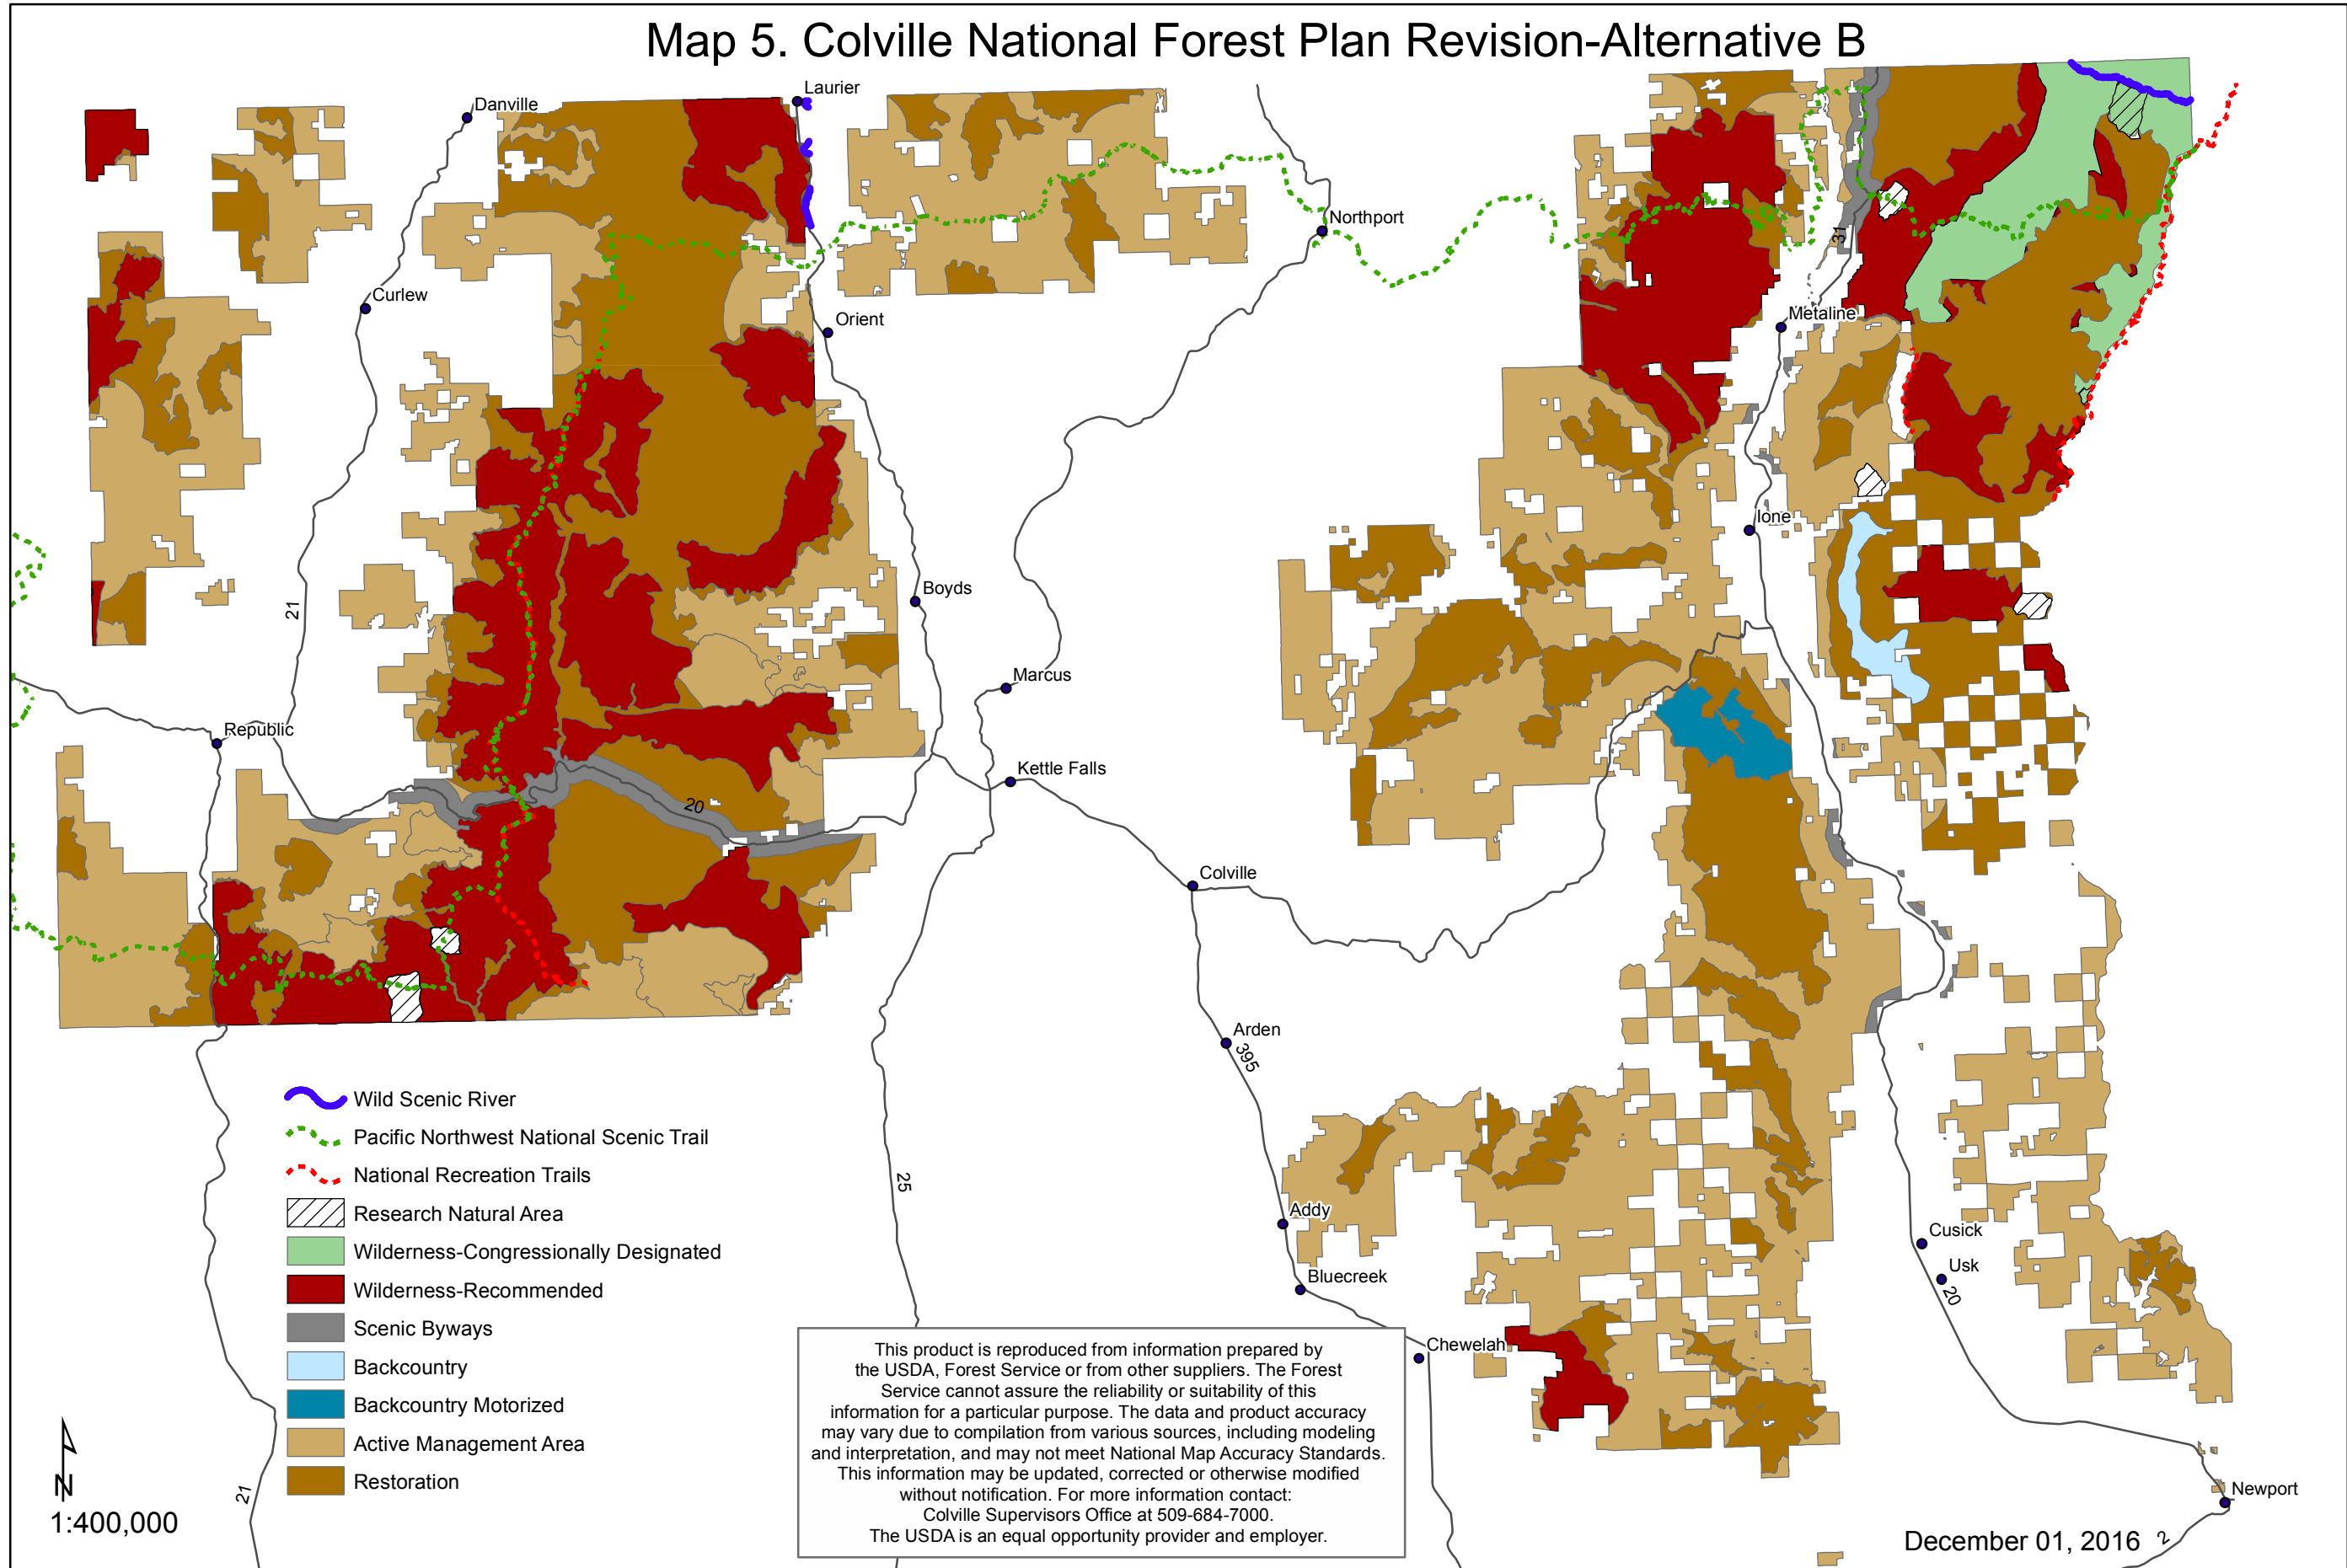 Map 5. Colville National Forest Plan Revision-Alternative B
Laurier
Danville
Northport
31
Curlew
Metaline
Orient
Ione
21
Boyds
Marcus
Republic
Kettle Falls
20
Colville
Arden
395
25
Addy
Cusick
Usk
20
Bluecreek
Chewelah
Newport
2
21
Wild Scenic River
Pacific Northwest National Scenic Trail
National Recreation Trails
Research Natural Area
Wilderness-Congressionally Designated
Wilderness-Recommended
Scenic Byways
Backcountry
Backcountry Motorized
Active Management Area
Restoration
N
1:400,000
This product is reproduced from information prepared by
the USDA, Forest Service or from other suppliers. The Forest
Service cannot assure the reliability or suitability of this
information for a particular purpose. The data and product accuracy
may vary due to compilation from various sources, including modeling
and interpretation, and may not meet National Map Accuracy Standards.
This information may be updated, corrected or otherwise modified
without notification. For more information contact:
Colville Supervisors Office at 509-684-7000.
The USDA is an equal opportunity provider and employer.
December 01, 2016